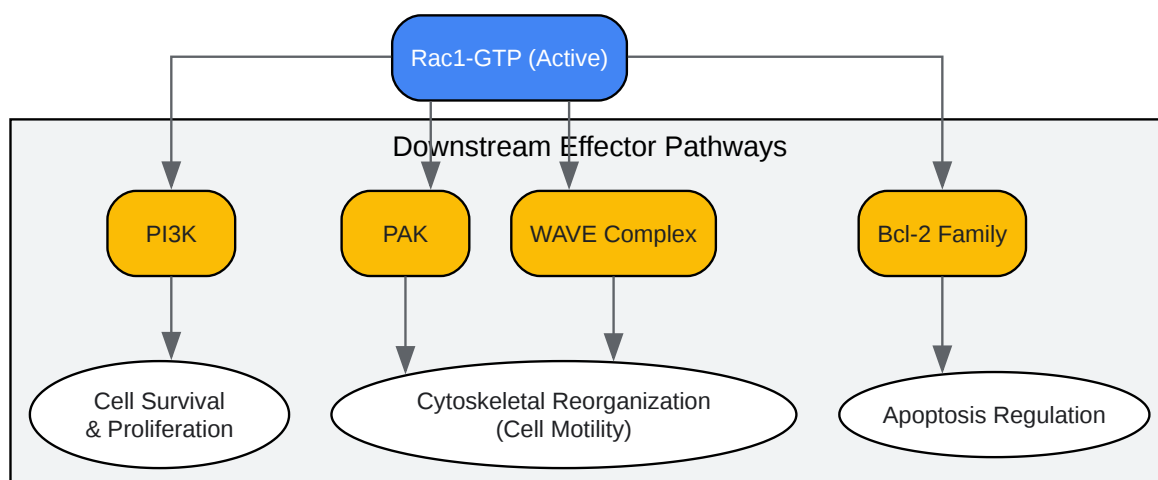 Rac1-GTP (Active)
Downstream Effector Pathways
PI3K
PAK
WAVE Complex
Bcl-2 Family
Cell Survival
& Proliferation
Cytoskeletal Reorganization
(Cell Motility)
Apoptosis Regulation